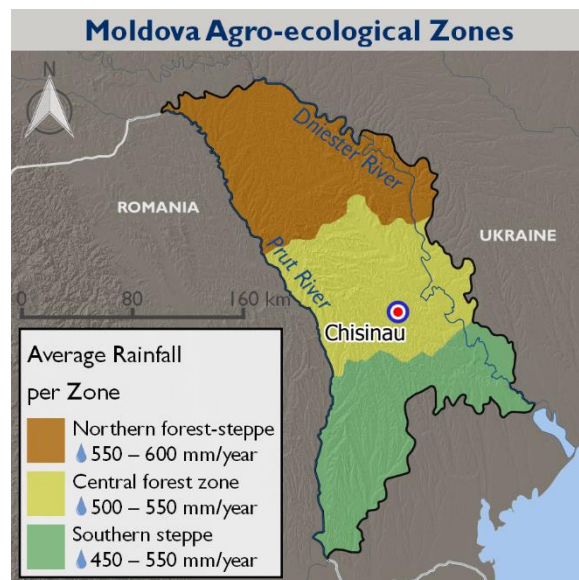 Moldova Agro-ecological Zones
N
Dniester River
ROMANIA
UKRAINE
Prut River
0 80 160 km
Chisinau
Average Rainfall
per Zone
Northern forest-steppe
550 – 600 mm/year
Central forest zone
500 – 550 mm/year
Southern steppe
450 – 550 mm/year